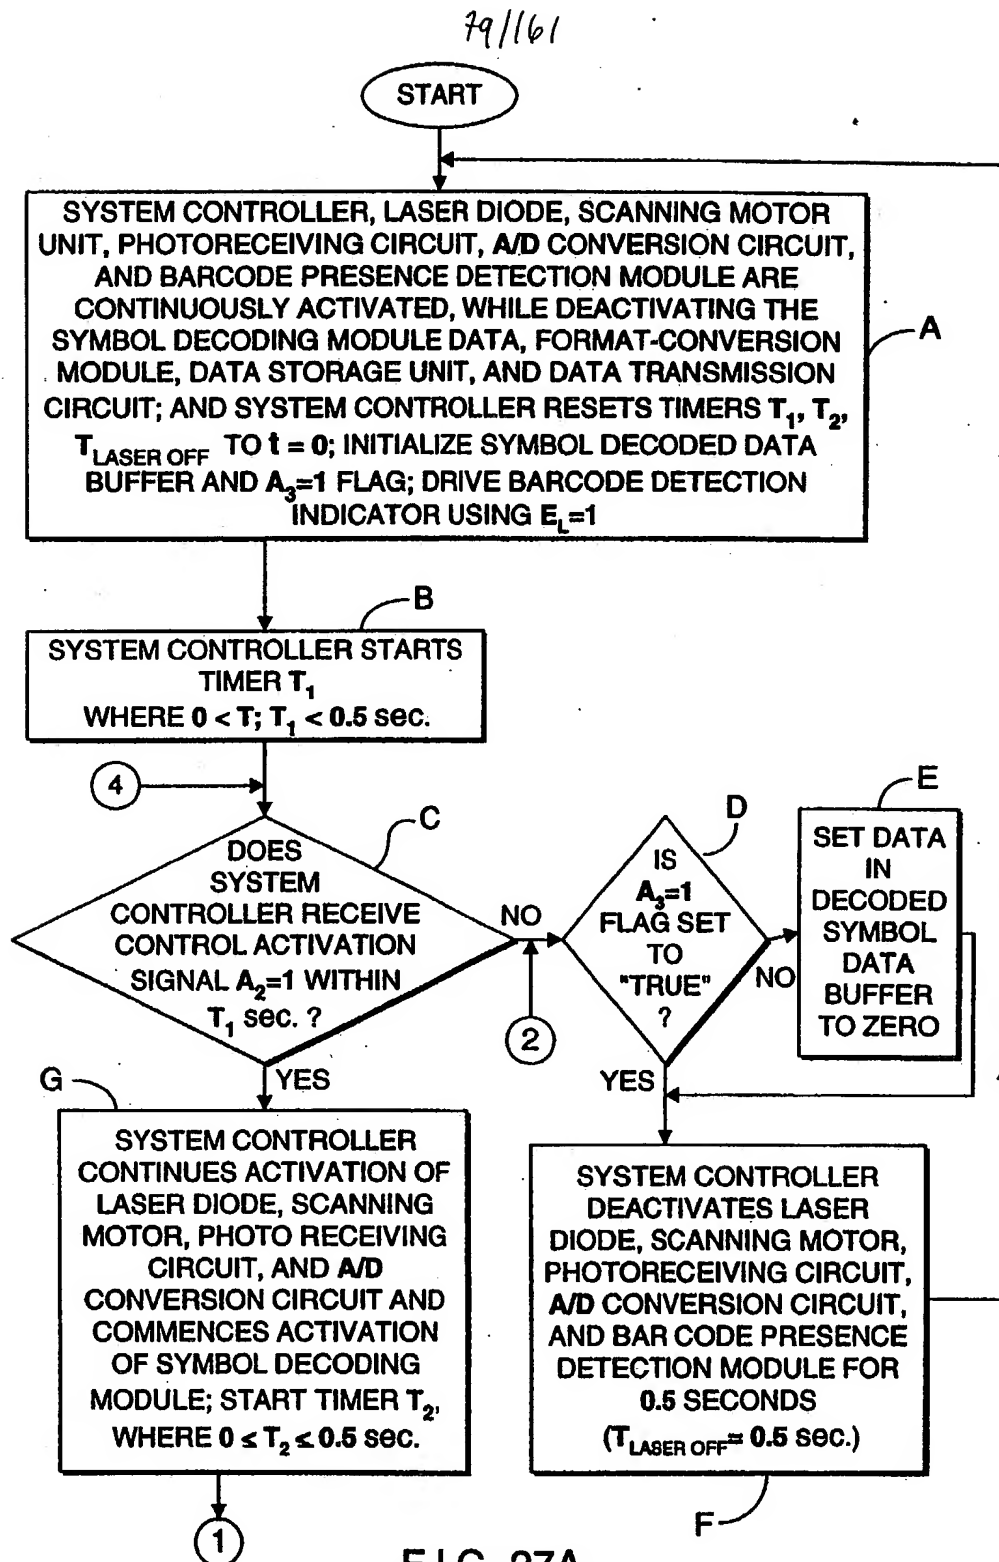 79/161
START
SYSTEM CONTROLLER, LASER DIODE, SCANNING MOTOR
UNIT, PHOTORECEIVING CIRCUIT, A/D CONVERSION CIRCUIT,
AND BARCODE PRESENCE DETECTION MODULE ARE
CONTINUOUSLY ACTIVATED, WHILE DEACTIVATING THE
SYMBOL DECODING MODULE DATA, FORMAT-CONVERSION
MODULE, DATA STORAGE UNIT, AND DATA TRANSMISSION
CIRCUIT; AND SYSTEM CONTROLLER RESETS TIMERS T1, T2,
TLASER OFF TO t = 0; INITIALIZE SYMBOL DECODED DATA
BUFFER AND A3=1 FLAG; DRIVE BARCODE DETECTION
INDICATOR USING EL=1
A
B
SYSTEM CONTROLLER STARTS
TIMER T1
WHERE 0 < T; T1 < 0.5 sec.
4
C
DOES
SYSTEM
CONTROLLER RECEIVE
CONTROL ACTIVATION
SIGNAL A2=1 WITHIN
T1 sec. ?
NO
2
D
IS
A3=1
FLAG SET
TO
"TRUE"
?
NO
E
SET DATA
IN
DECODED
SYMBOL
DATA
BUFFER
TO ZERO
YES
YES
G
SYSTEM CONTROLLER
CONTINUES ACTIVATION OF
LASER DIODE, SCANNING
MOTOR, PHOTO RECEIVING
CIRCUIT, AND A/D
CONVERSION CIRCUIT AND
COMMENCES ACTIVATION
OF SYMBOL DECODING
MODULE; START TIMER T2,
WHERE 0 ≤ T2 ≤ 0.5 sec.
SYSTEM CONTROLLER
DEACTIVATES LASER
DIODE, SCANNING MOTOR,
PHOTORECEIVING CIRCUIT,
A/D CONVERSION CIRCUIT,
AND BAR CODE PRESENCE
DETECTION MODULE FOR
0.5 SECONDS
(TLASER OFF= 0.5 sec.)
F
1
FIG. 27A